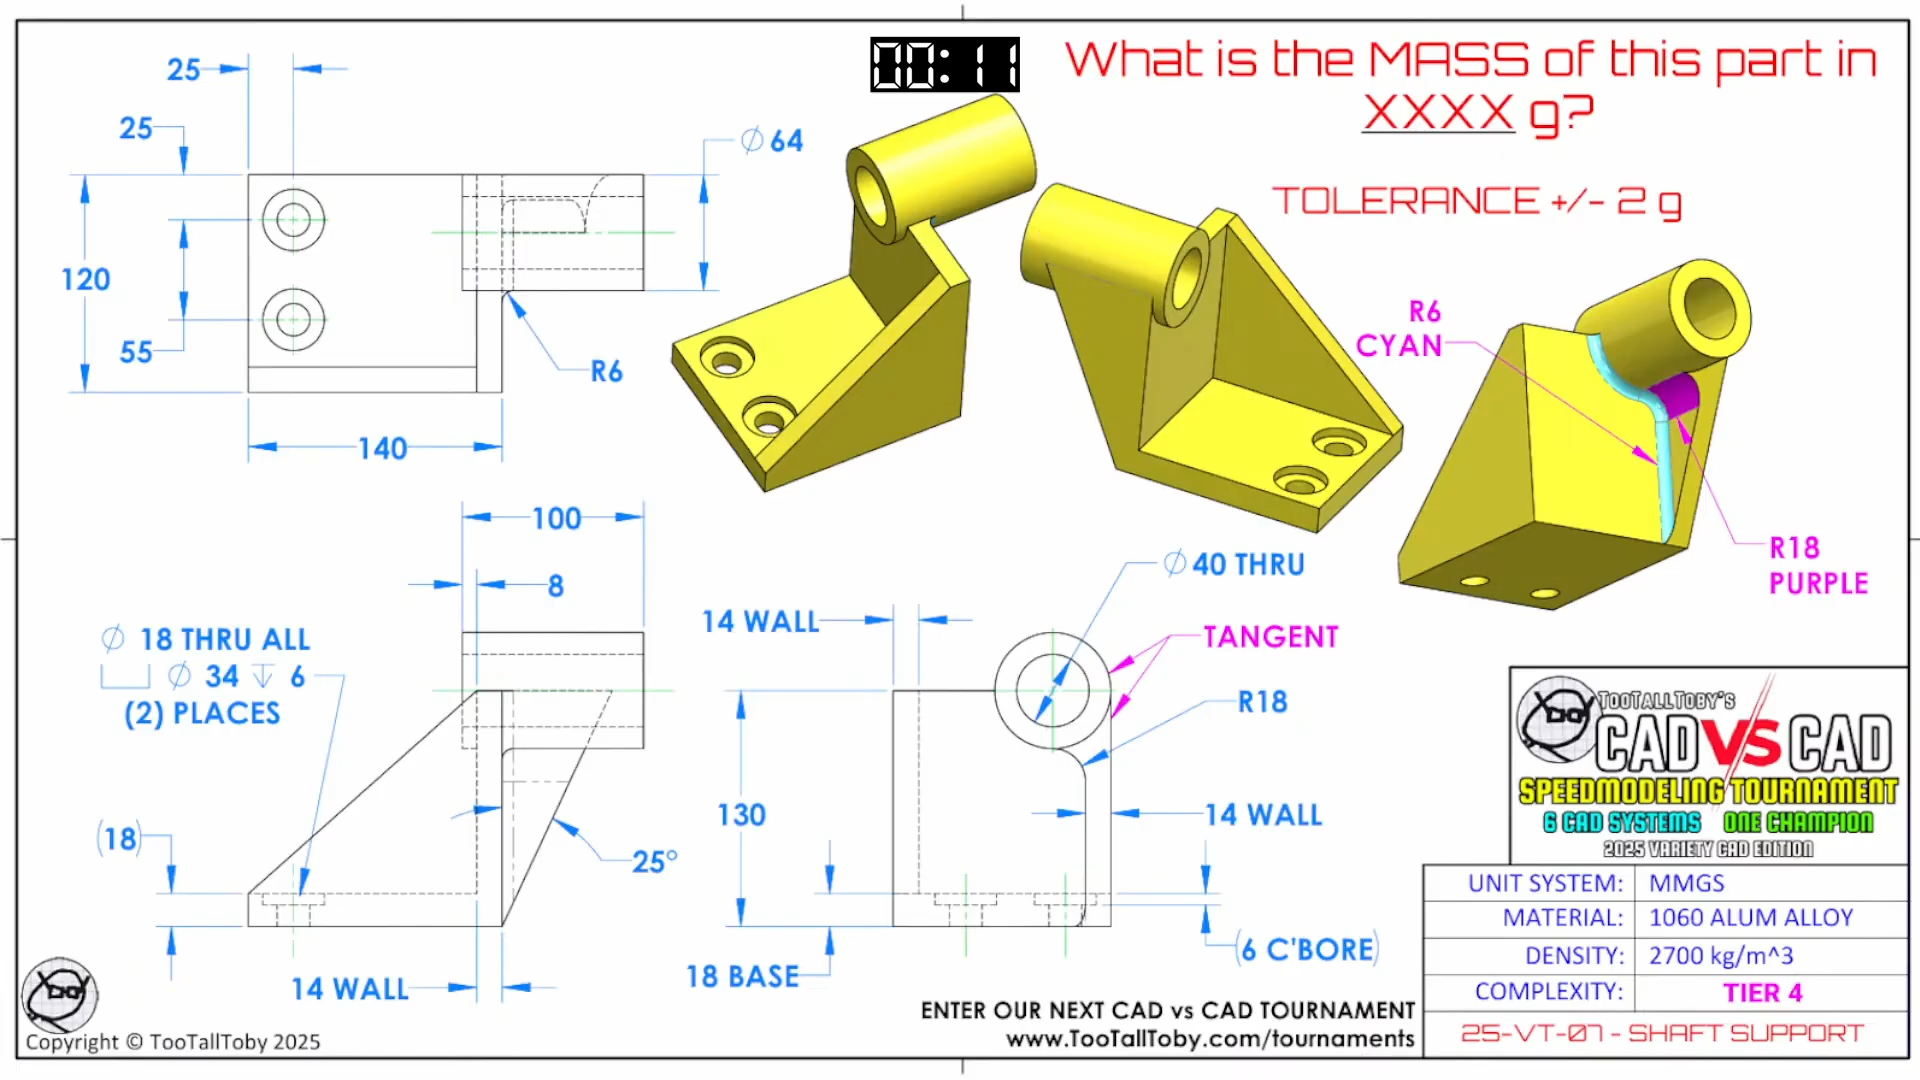 00:11
What is the MASS of this part in
XXXX g?
TOLERANCE +/- 2 g
25
25
120
55
140
∅ 64
R6
100
8
∅ 18 THRU ALL
⌴ ∅ 34 ↧ 6
(2) PLACES
(18)
25°
14 WALL
14 WALL
∅ 40 THRU
TANGENT
R18
130
14 WALL
18 BASE
(6 C'BORE)
R6
CYAN
R18
PURPLE
TOOTALLTOBY'S
CAD VS CAD
SPEEDMODELING TOURNAMENT
6 CAD SYSTEMS ONE CHAMPION
2025 VARIETY CAD EDITION
UNIT SYSTEM: MMGS
MATERIAL: 1060 ALUM ALLOY
DENSITY: 2700 kg/m^3
COMPLEXITY: TIER 4
25-VT-07 - SHAFT SUPPORT
ENTER OUR NEXT CAD vs CAD TOURNAMENT
www.TooTallToby.com/tournaments
Copyright © TooTallToby 2025